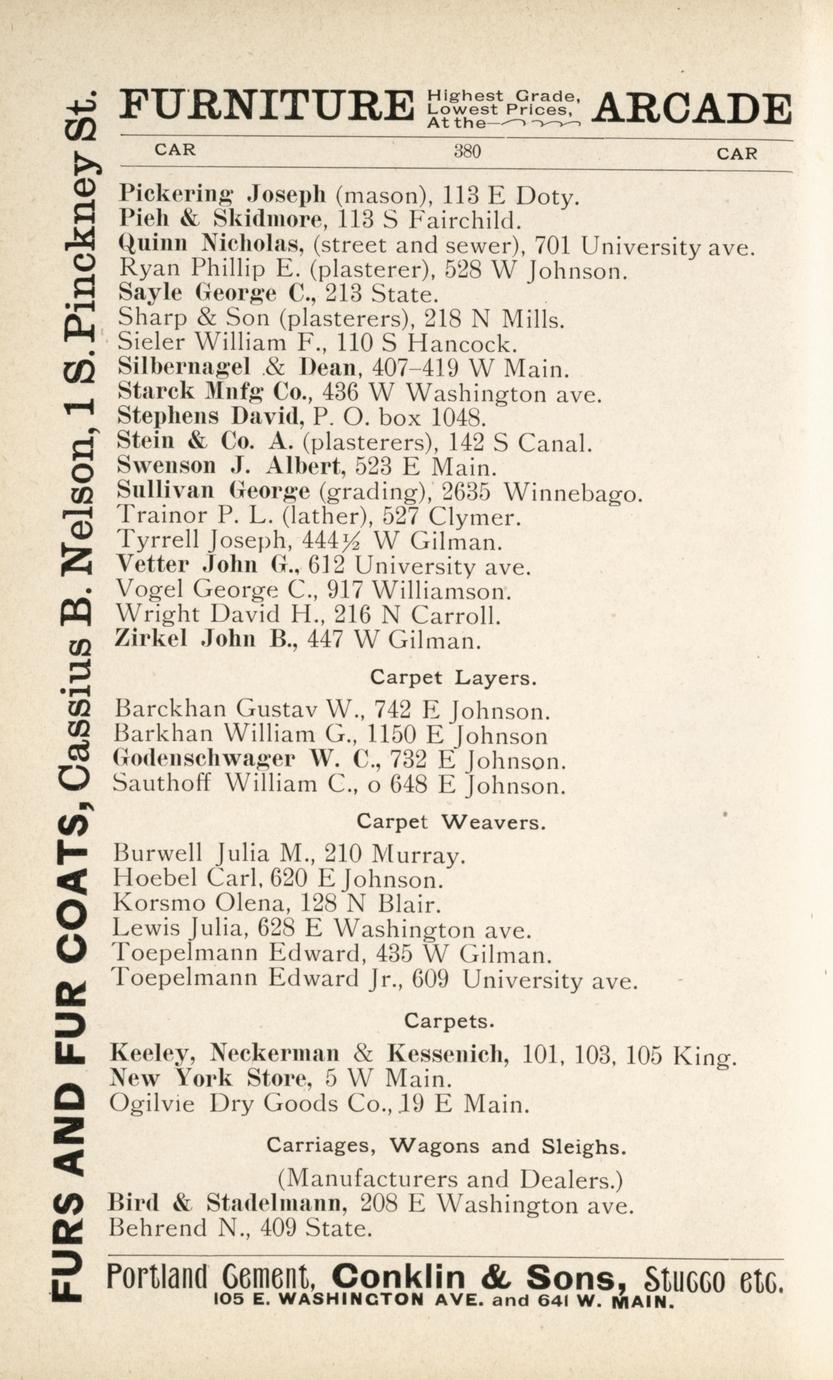 FURNITURE Highest Grade, Lowest Prices, At the ARCADE
CAR 380 CAR
Pickering Joseph (mason), 113 E Doty.
Pieh & Skidmore, 113 S Fairchild.
Quinn Nicholas, (street and sewer), 701 University ave.
Ryan Phillip E. (plasterer), 528 W Johnson.
Sayle George C., 213 State.
Sharp & Son (plasterers), 218 N Mills.
Sieler William F., 110 S Hancock.
Silbernagel & Dean, 407–419 W Main.
Starck Mnfg Co., 436 W Washington ave.
Stephens David, P. O. box 1048.
Stein & Co. A. (plasterers), 142 S Canal.
Swenson J. Albert, 523 E Main.
Sullivan George (grading), 2635 Winnebago.
Trainor P. L. (lather), 527 Clymer.
Tyrrell Joseph, 444½ W Gilman.
Vetter John G., 612 University ave.
Vogel George C., 917 Williamson.
Wright David H., 216 N Carroll.
Zirkel John B., 447 W Gilman.
Carpet Layers.
Barckhan Gustav W., 742 E Johnson.
Barkhan William G., 1150 E Johnson
Godenschwager W. C., 732 E Johnson.
Sauthoff William C., o 648 E Johnson.
Carpet Weavers.
Burwell Julia M., 210 Murray.
Hoebel Carl, 620 E Johnson.
Korsmo Olena, 128 N Blair.
Lewis Julia, 628 E Washington ave.
Toepelmann Edward, 435 W Gilman.
Toepelmann Edward Jr., 609 University ave.
Carpets.
Keeley, Neckerman & Kessenich, 101, 103, 105 King.
New York Store, 5 W Main.
Ogilvie Dry Goods Co., 19 E Main.
Carriages, Wagons and Sleighs.
(Manufacturers and Dealers.)
Bird & Stadelmann, 208 E Washington ave.
Behrend N., 409 State.
Portland Cement, Conklin & Sons, Stucco etc.
105 E. WASHINGTON AVE. and 641 W. MAIN.
FURS AND FUR COATS, Cassius B. Nelson, 1 S. Pinckney St.